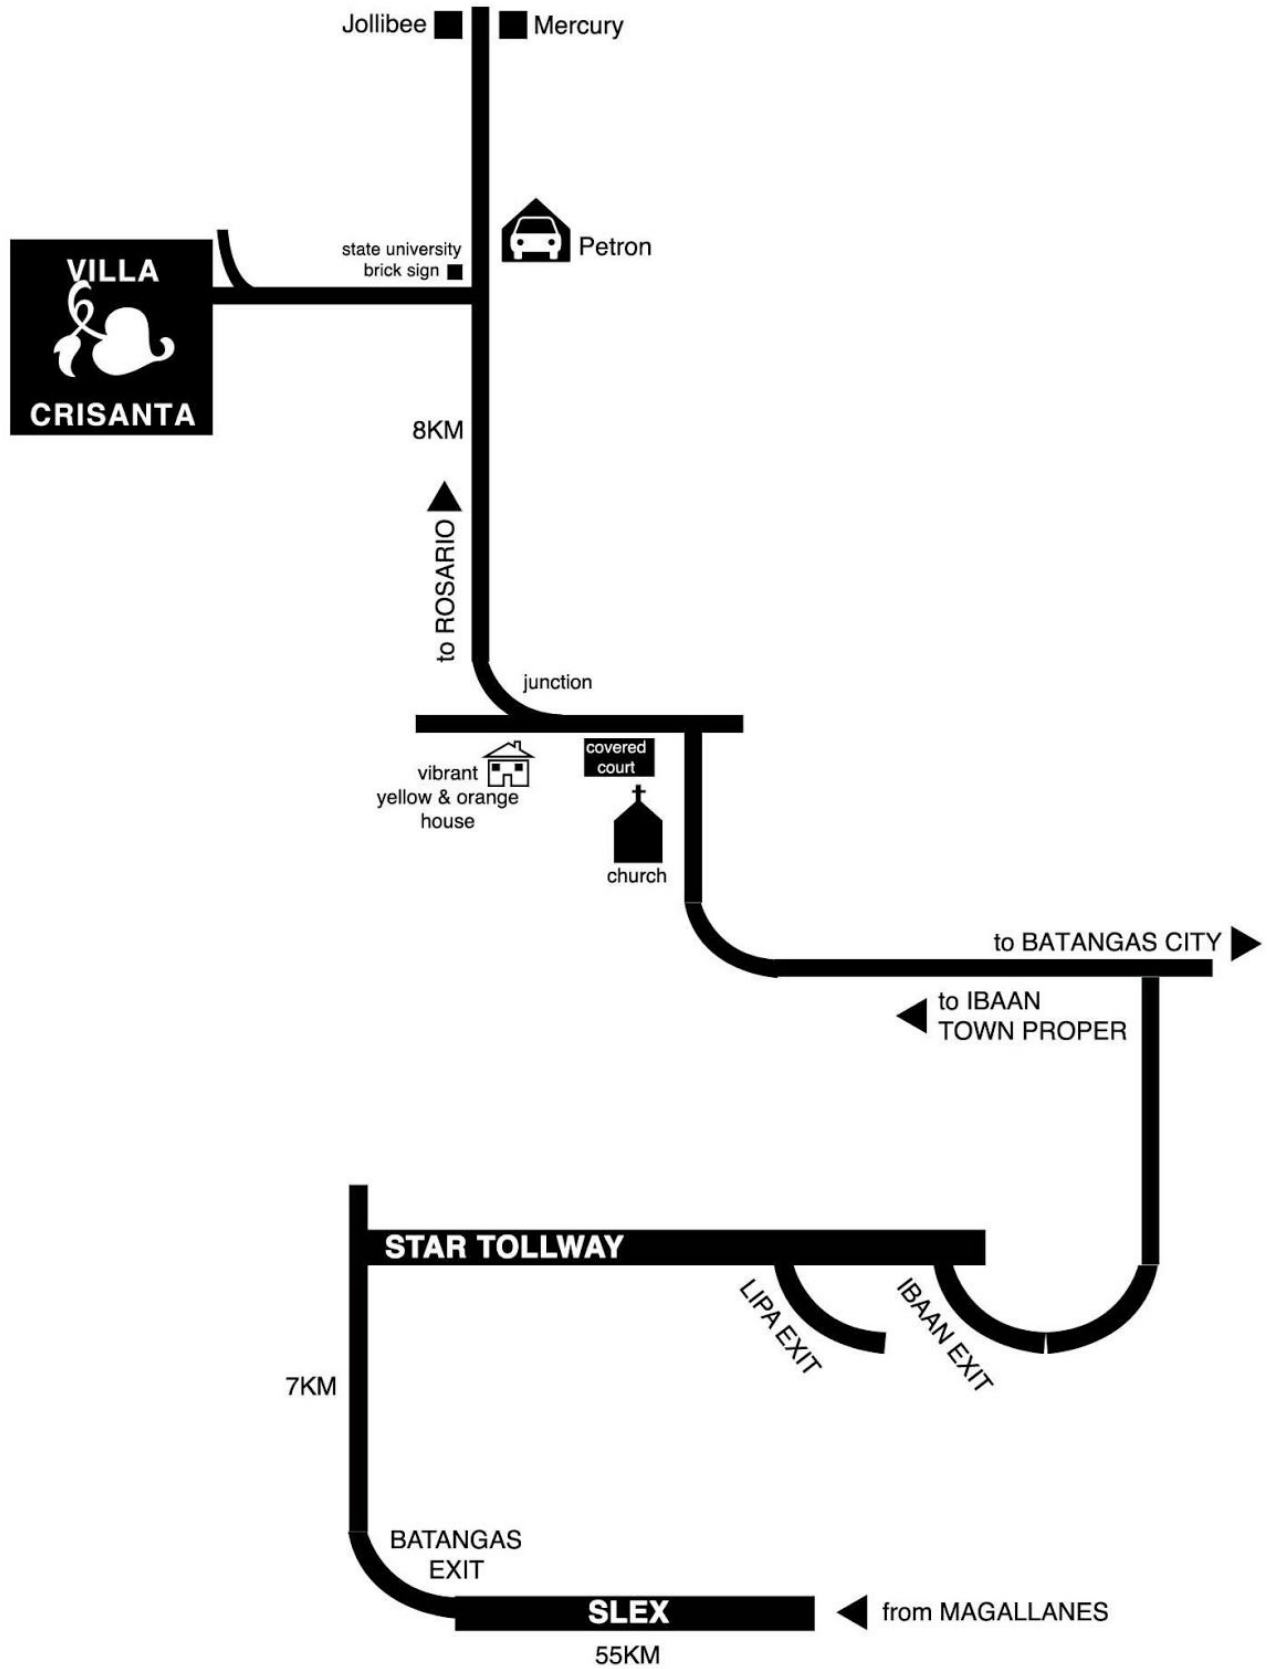 Jollibee
Mercury
state university
brick sign
Petron
VILLA
CRISANTA
8KM
to ROSARIO
junction
covered
court
vibrant
yellow & orange
house
church
to BATANGAS CITY
to IBAAN
TOWN PROPER
STAR TOLLWAY
LIPA EXIT
IBAAN EXIT
7KM
BATANGAS
EXIT
SLEX
from MAGALLANES
55KM